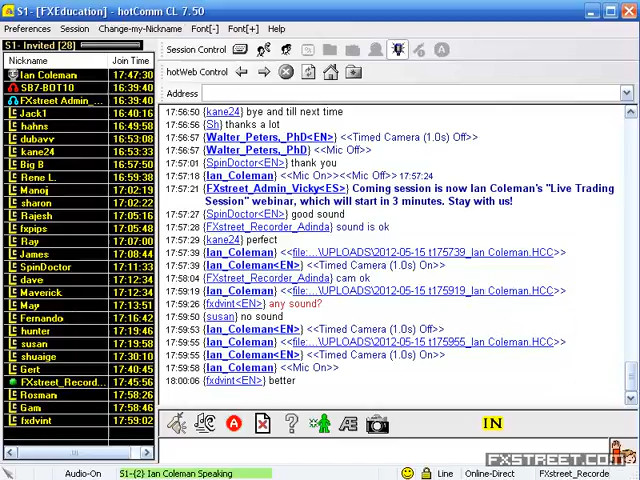 S1- [FXEducation] - hotComm CL 7.50
Preferences Session Change-my-Nickname Font[-] Font[+] Help
S1- Invited [28]
Nickname Join Time
Ian Coleman 17:47:30
SB7-BOT10 16:39:40
FXstreet Admin_... 16:39:40
Jack1 16:40:16
hahns 16:49:58
dubavv 16:53:08
kane24 16:53:33
Big B 16:57:23
Rene L. 16:57:38
Manoj 17:02:19
sharon 17:02:22
Rajesh 17:05:16
fxpips 17:05:48
Ray 17:07:00
James 17:08:44
SpinDoctor 17:11:33
dave 17:12:34
Maverick 17:12:34
May 17:13:51
Fernando 17:16:42
hunter 17:19:46
susan 17:19:58
shuaige 17:30:10
Gert 17:40:45
FXstreet_Record... 17:45:56
Rosman 17:58:26
Gam 17:58:46
fxdvint 17:59:02
Session Control
hotWeb Control
Address
17:56:50 {kane24} bye and till next time
17:56:56 {Sh} thanks a lot
17:56:57 {Walter_Peters,_PhD<EN>} <<Timed Camera (1.0s) Off>>
17:56:58 {Walter_Peters,_PhD} <<Mic Off>>
17:57:01 {SpinDoctor<EN>} thank you
17:57:18 {Ian_Coleman} <<Mic On>><<Mic Off>> 17:57:24
17:57:21 {FXstreet_Admin_Vicky<ES>} Coming session is now Ian Coleman's "Live Trading
Session" webinar, which will start in 3 minutes. Stay with us!
17:57:27 {SpinDoctor<EN>} good sound
17:57:28 {FXstreet_Recorder_Adinda} sound is ok
17:57:29 {kane24} perfect
17:57:39 {Ian_Coleman} <<file:...\UPLOADS\2012-05-15 t175739_Ian Coleman.HCC>>
17:57:39 {Ian_Coleman<EN>} <<Timed Camera (1.0s) On>>
17:58:04 {FXstreet_Recorder_Adinda} cam ok
17:59:19 {Ian_Coleman} <<file:...\UPLOADS\2012-05-15 t175919_Ian Coleman.HCC>>
17:59:26 {fxdvint<EN>} any sound?
17:59:50 {susan} no sound
17:59:53 {Ian_Coleman<EN>} <<Timed Camera (1.0s) Off>>
17:59:55 {Ian_Coleman} <<file:...\UPLOADS\2012-05-15 t175955_Ian Coleman.HCC>>
17:59:55 {Ian_Coleman<EN>} <<Timed Camera (1.0s) On>>
17:59:58 {Ian_Coleman} <<Mic On>>
18:00:06 {fxdvint<EN>} better
IN
FXSTREET.COM
Audio-On S1-{2} Ian Coleman Speaking Line Online-Direct FXstreet_Recorde